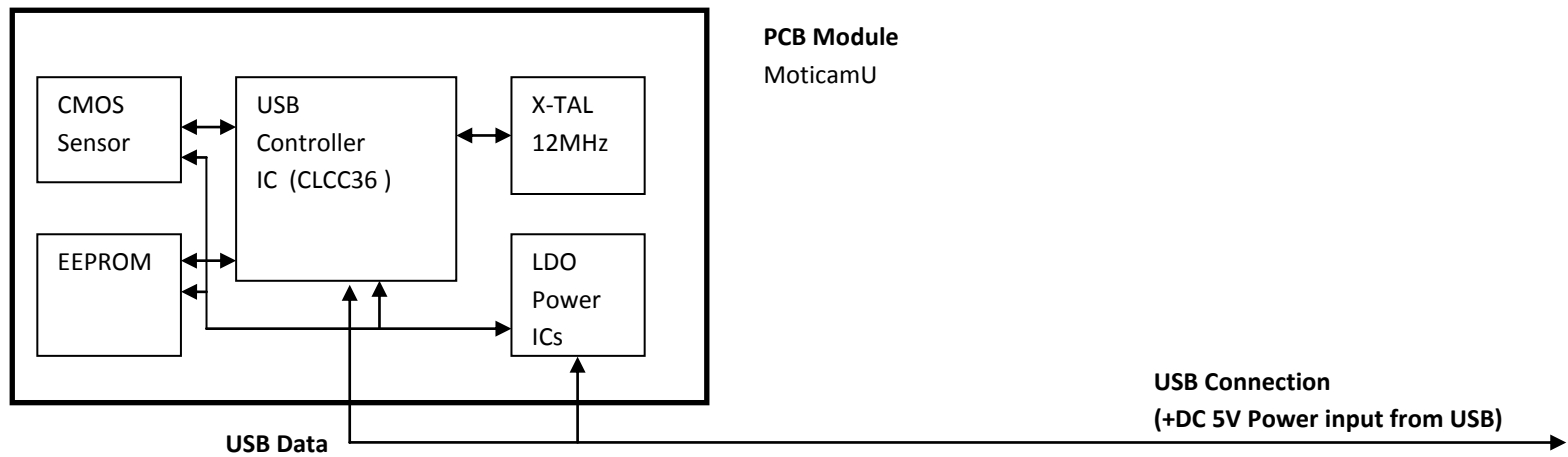 PCB Module
MoticamU
CMOS
Sensor
USB
Controller
IC (CLCC36 )
X-TAL
12MHz
EEPROM
LDO
Power
ICs
USB Connection
(+DC 5V Power input from USB)
USB Data